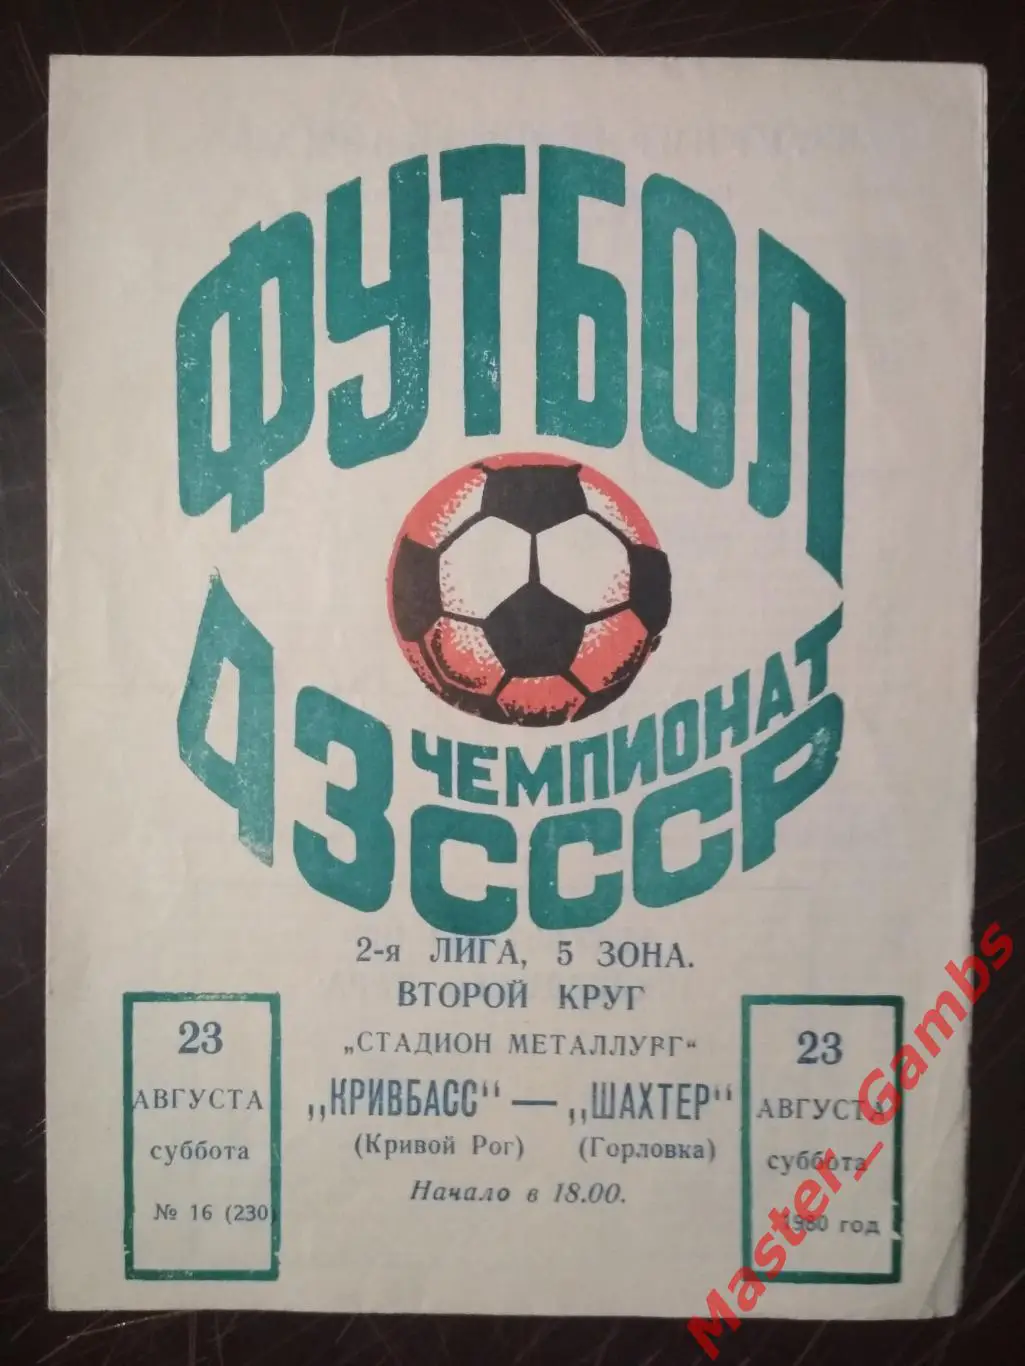 ФУТБОЛ
43 ЧЕМПИОНАТ
СССР
2-я ЛИГА, 5 ЗОНА.
ВТОРОЙ КРУГ
„СТАДИОН МЕТАЛЛУРГ“
„КРИВБАСС“ — „ШАХТЕР“
(Кривой Рог) (Горловка)
Начало в 18.00.
23
АВГУСТА
суббота
№ 16 (230)
23
АВГУСТА
суббота
1980 год
Master_Gambs